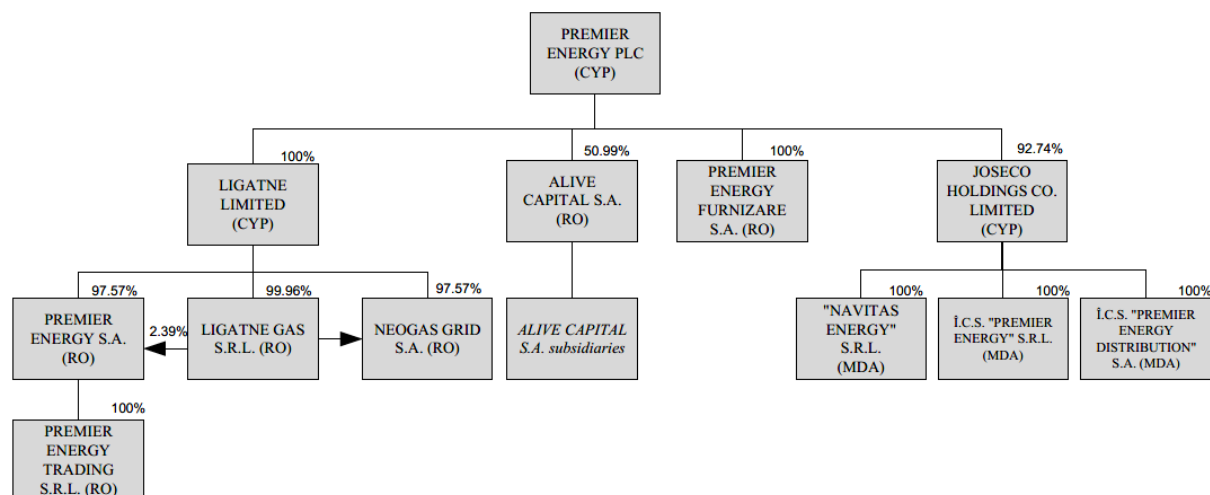 PREMIER
ENERGY PLC
(CYP)
100%
50.99%
100%
92.74%
LIGATNE
LIMITED
(CYP)
ALIVE
CAPITAL S.A.
(RO)
PREMIER
ENERGY
FURNIZARE
S.A. (RO)
JOSECO
HOLDINGS CO.
LIMITED
(CYP)
97.57%
99.96%
97.57%
100%
100%
100%
PREMIER
ENERGY S.A.
(RO)
2.39%
LIGATNE GAS
S.R.L. (RO)
NEOGAS GRID
S.A. (RO)
ALIVE CAPITAL
S.A. subsidiaries
"NAVITAS
ENERGY"
S.R.L.
(MDA)
Î.C.S. "PREMIER
ENERGY" S.R.L.
(MDA)
Î.C.S. "PREMIER
ENERGY
DISTRIBUTION"
S.A. (MDA)
100%
PREMIER
ENERGY
TRADING
S.R.L. (RO)